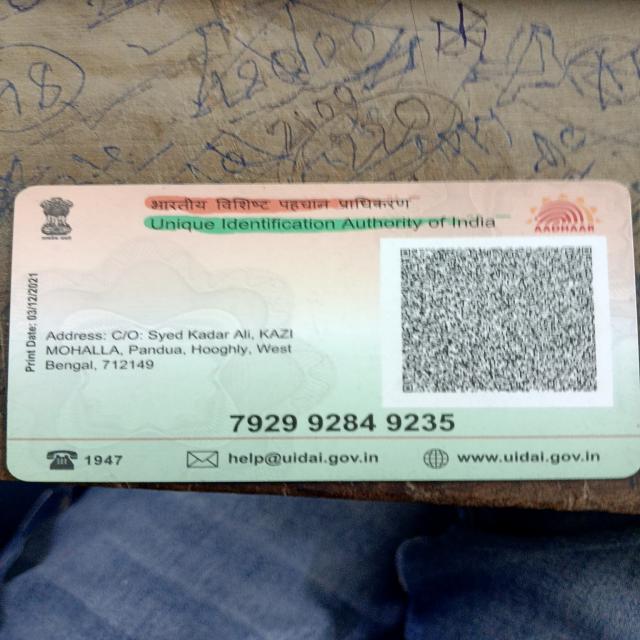 भारतीय विशिष्ट पहचान प्राधिकरण
Unique Identification Authority of India
AADHAAR
Print Date: 03/12/2021
Address: C/O: Syed Kadar Ali, KAZI
MOHALLA, Pandua, Hooghly, West
Bengal, 712149
7929 9284 9235
1947
help@uidai.gov.in
www.uidai.gov.in